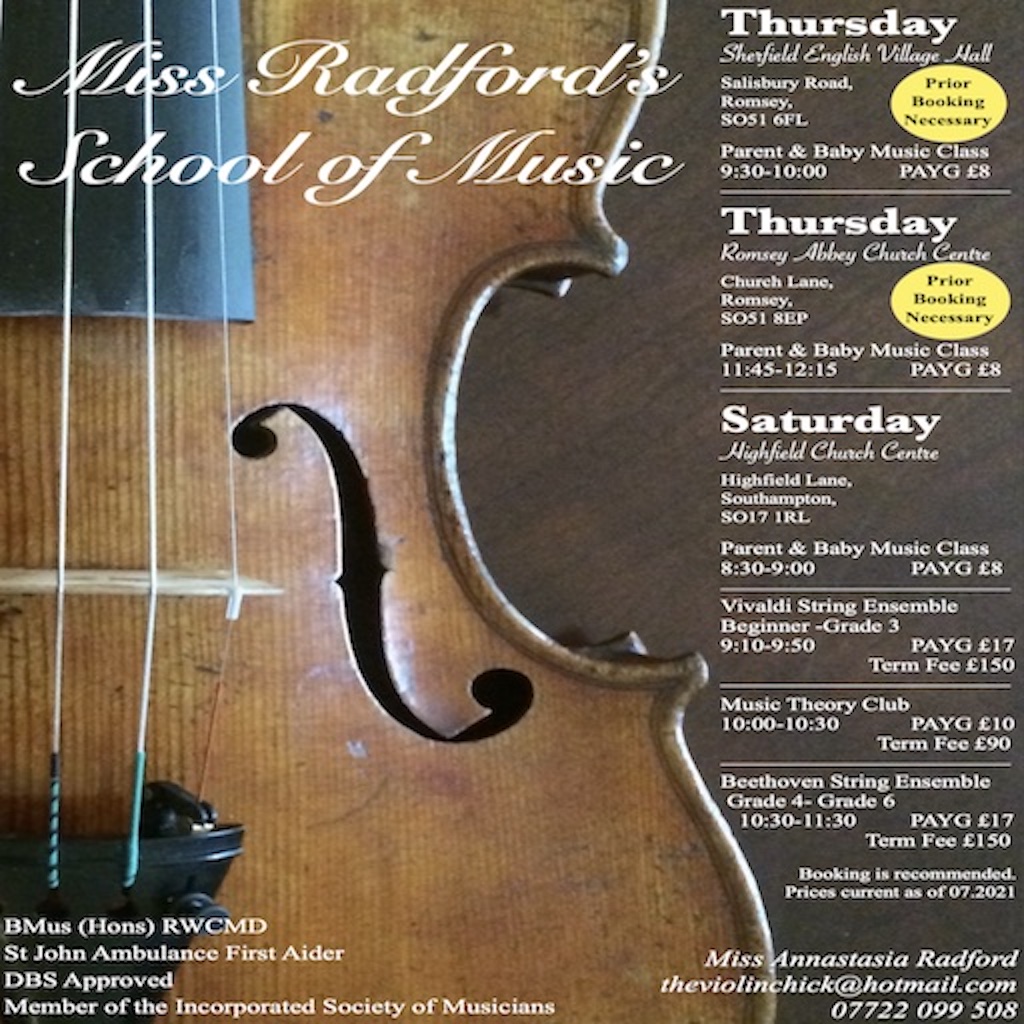 Miss Radford's
School of Music
Thursday
Sherfield English Village Hall
Salisbury Road,
Romsey,
SO51 6FL
Prior
Booking
Necessary
Parent & Baby Music Class
9:30-10:00 PAYG £8
Thursday
Romsey Abbey Church Centre
Church Lane,
Romsey,
SO51 8EP
Prior
Booking
Necessary
Parent & Baby Music Class
11:45-12:15 PAYG £8
Saturday
Highfield Church Centre
Highfield Lane,
Southampton,
SO17 1RL
Parent & Baby Music Class
8:30-9:00 PAYG £8
Vivaldi String Ensemble
Beginner -Grade 3
9:10-9:50 PAYG £17
Term Fee £150
Music Theory Club
10:00-10:30 PAYG £10
Term Fee £90
Beethoven String Ensemble
Grade 4- Grade 6
10:30-11:30 PAYG £17
Term Fee £150
Booking is recommended.
Prices current as of 07.2021
BMus (Hons) RWCMD
St John Ambulance First Aider
DBS Approved
Member of the Incorporated Society of Musicians
Miss Annastasia Radford
theviolinchick@hotmail.com
07722 099 508